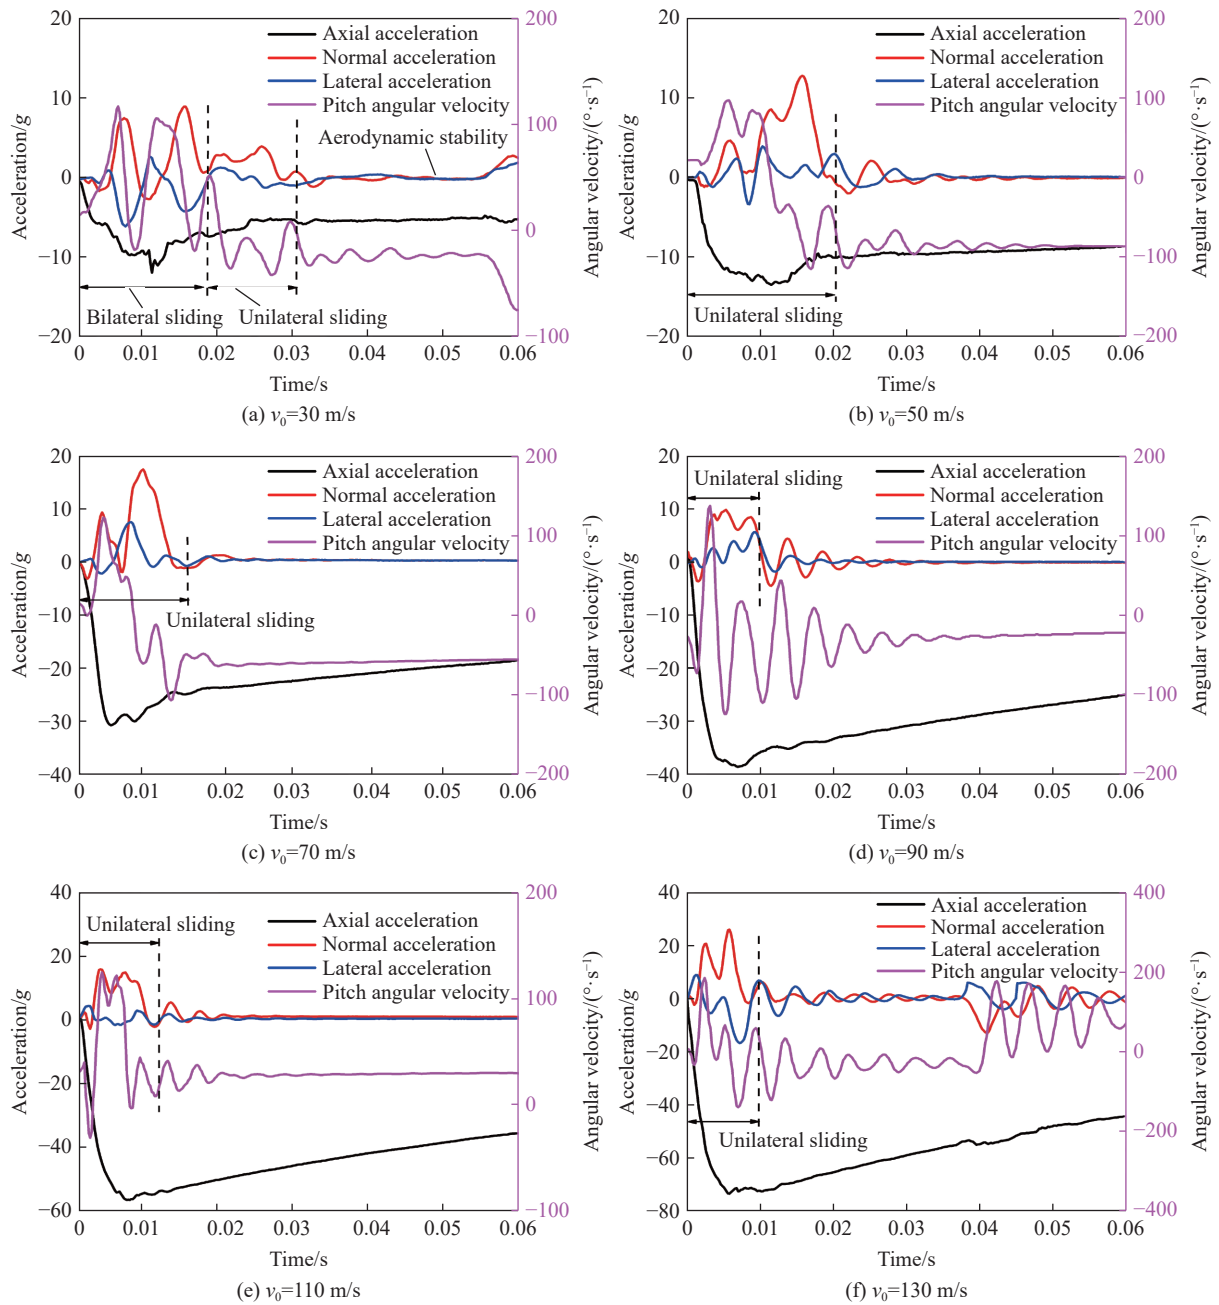 20
200
Axial acceleration
Normal acceleration
Lateral acceleration
Pitch angular velocity
10
100
Aerodynamic stability
0
0
−10
Bilateral sliding
Unilateral sliding
−20
−100
0 0.01 0.02 0.03 0.04 0.05 0.06
Acceleration/g
Angular velocity/(°·s⁻¹)
Time/s
(a) v₀=30 m/s
20
200
Axial acceleration
Normal acceleration
Lateral acceleration
Pitch angular velocity
10
100
0
0
−10
−100
Unilateral sliding
−20
−200
0 0.01 0.02 0.03 0.04 0.05 0.06
Acceleration/g
Angular velocity/(°·s⁻¹)
Time/s
(b) v₀=50 m/s
20
200
Axial acceleration
Normal acceleration
Lateral acceleration
Pitch angular velocity
10
100
0
−10
Unilateral sliding
0
−20
−100
−30
−40
−200
0 0.01 0.02 0.03 0.04 0.05 0.06
Acceleration/g
Angular velocity/(°·s⁻¹)
Time/s
(c) v₀=70 m/s
20
200
Unilateral sliding
Axial acceleration
Normal acceleration
Lateral acceleration
Pitch angular velocity
10
100
0
−10
0
−20
−100
−30
−40
−200
0 0.01 0.02 0.03 0.04 0.05 0.06
Acceleration/g
Angular velocity/(°·s⁻¹)
Time/s
(d) v₀=90 m/s
40
200
Unilateral sliding
Axial acceleration
Normal acceleration
Lateral acceleration
Pitch angular velocity
20
100
0
−20
0
−40
−60
−100
0 0.01 0.02 0.03 0.04 0.05 0.06
Acceleration/g
Angular velocity/(°·s⁻¹)
Time/s
(e) v₀=110 m/s
40
400
Axial acceleration
Normal acceleration
Lateral acceleration
Pitch angular velocity
20
200
0
−20
0
−40
Unilateral sliding
−200
−60
−80
−400
0 0.01 0.02 0.03 0.04 0.05 0.06
Acceleration/g
Angular velocity/(°·s⁻¹)
Time/s
(f) v₀=130 m/s